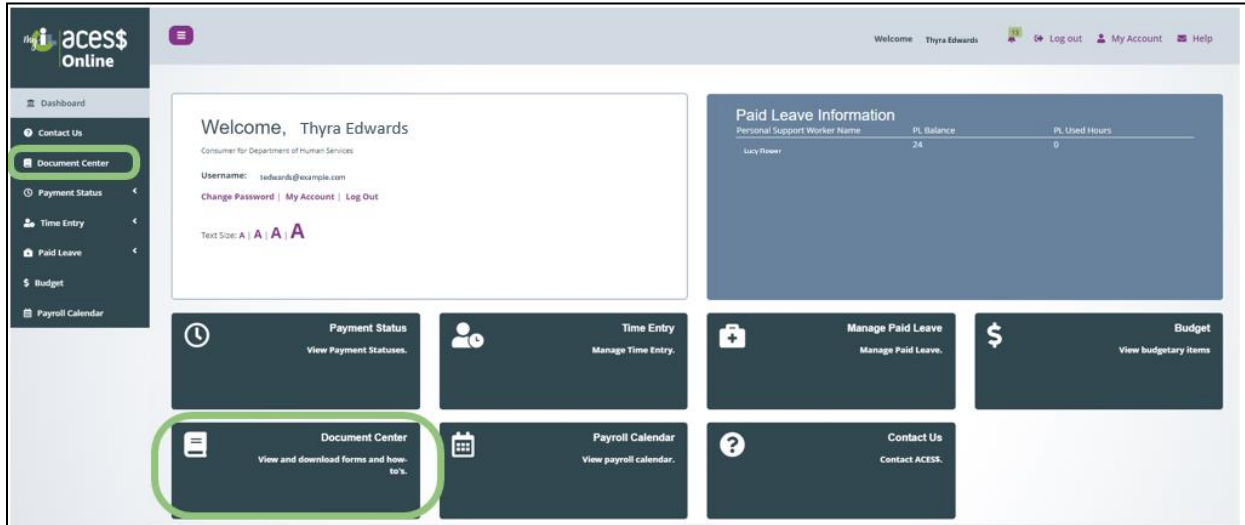 my i acces$
Online
Welcome Thyra Edwards
13
Log out
My Account
Help
Dashboard
Contact Us
Document Center
Payment Status
Time Entry
Paid Leave
$ Budget
Payroll Calendar
Welcome, Thyra Edwards
Consumer for Department of Human Services
Username: tedwards@example.com
Change Password | My Account | Log Out
Text Size: A | A | A | A
Paid Leave Information
Personal Support Worker Name PL Balance PL Used Hours
Lucy Flower 24 0
Payment Status
View Payment Statuses.
Time Entry
Manage Time Entry.
Manage Paid Leave
Manage Paid Leave.
$
Budget
View budgetary items
Document Center
View and download forms and how-
to's.
Payroll Calendar
View payroll calendar.
Contact Us
Contact ACES$.